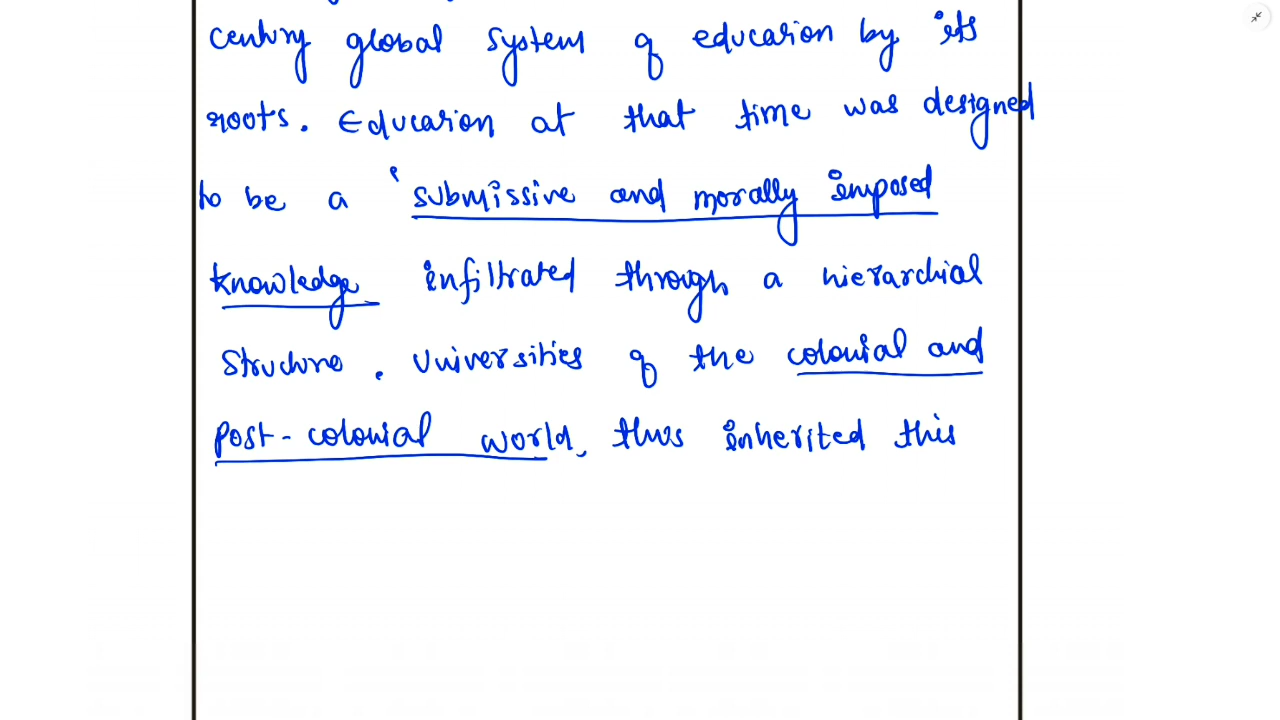 century global system of education by its
roots. Education at that time was designed
to be a 'submissive and morally imposed
knowledge infiltrated through a hierarchial
structure. Universities of the colonial and
post-colonial world, thus inherited this